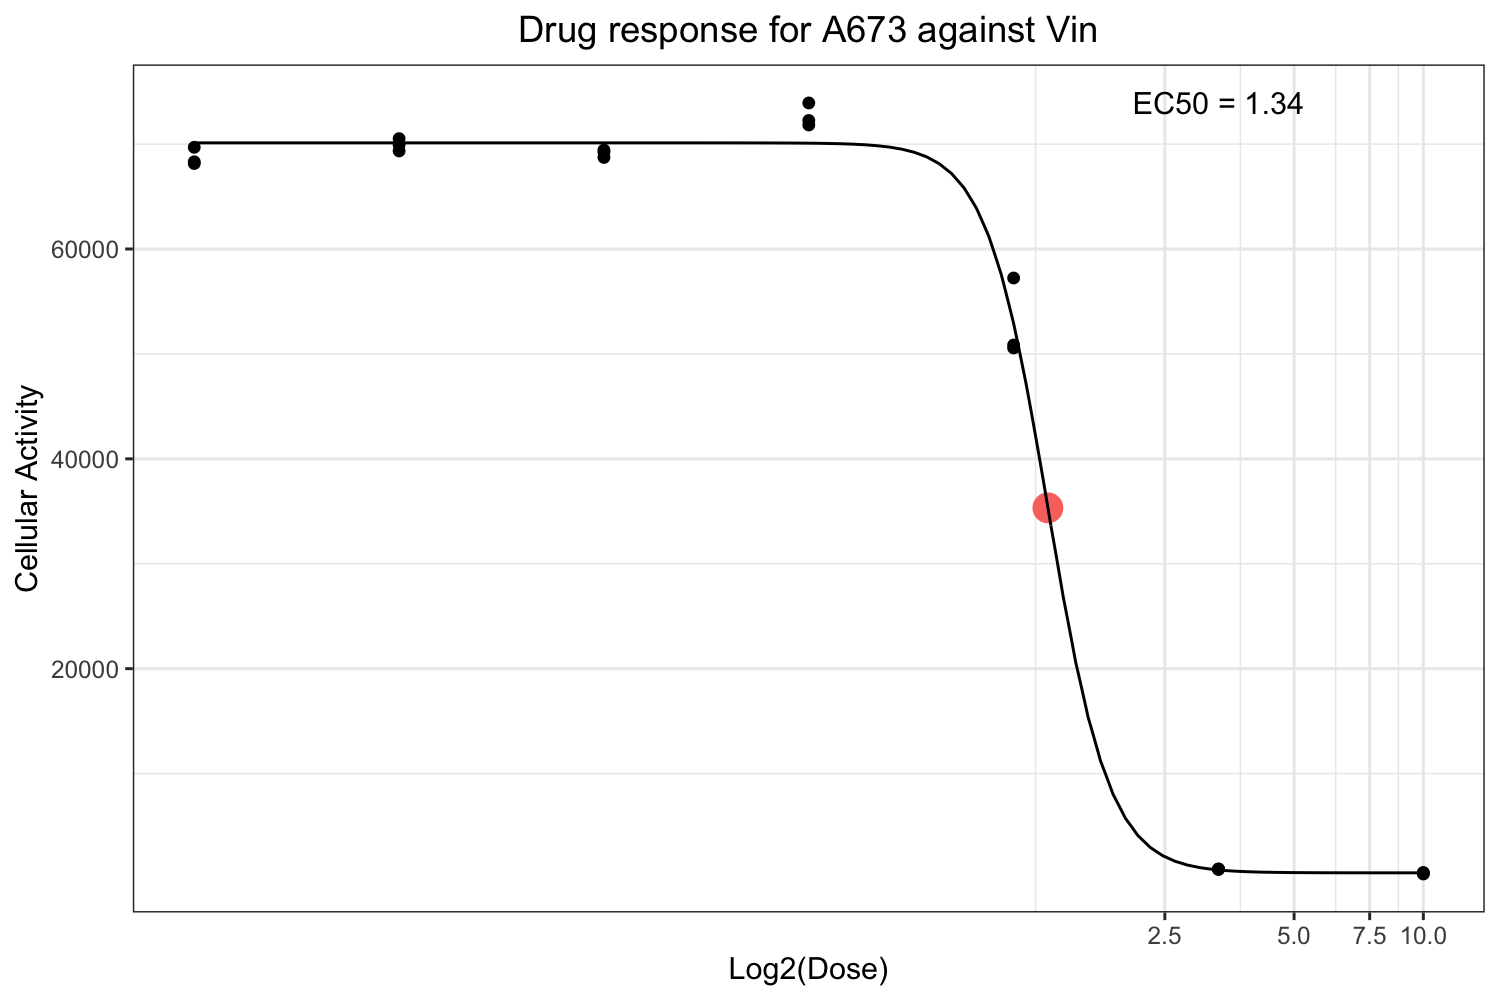 Drug response for A673 against Vin
EC50 = 1.34
60000
40000
20000
Cellular Activity
2.5 5.0 7.5 10.0
Log2(Dose)